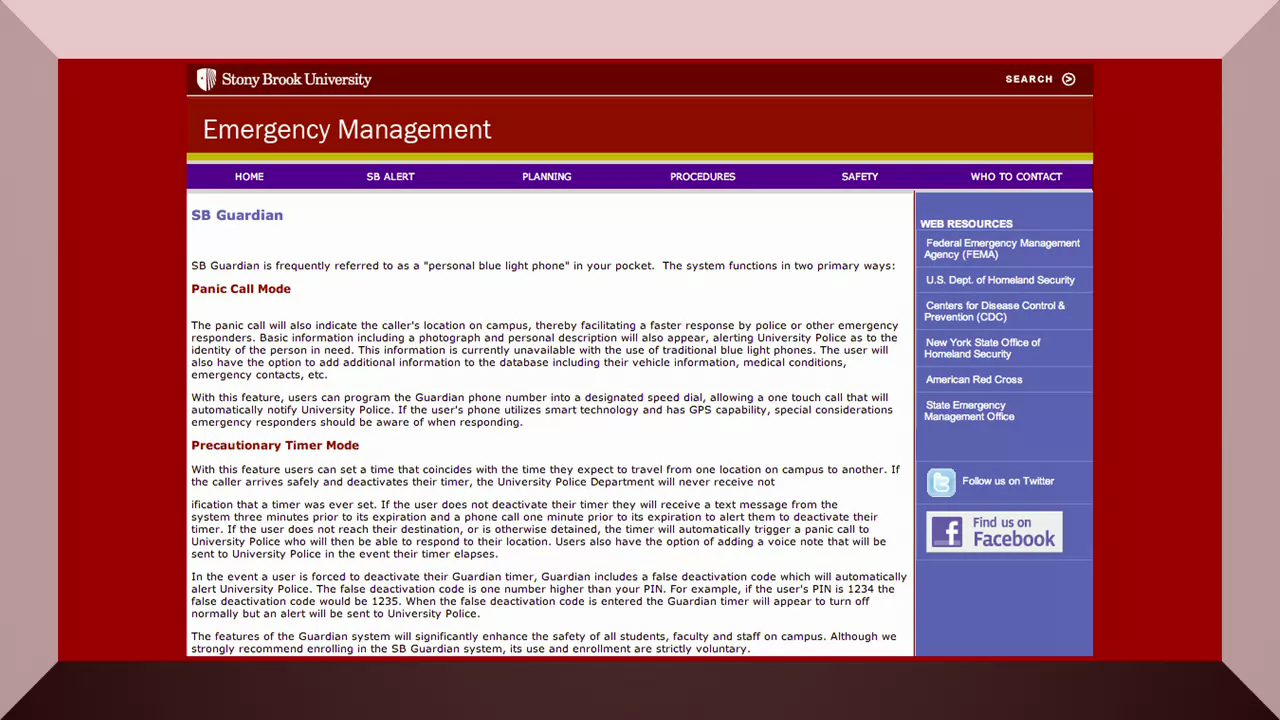 Stony Brook University
SEARCH
Emergency Management
HOME SB ALERT PLANNING PROCEDURES SAFETY WHO TO CONTACT
SB Guardian
SB Guardian is frequently referred to as a "personal blue light phone" in your pocket. The system functions in two primary ways:
Panic Call Mode
The panic call will also indicate the caller's location on campus, thereby facilitating a faster response by police or other emergency
responders. Basic information including a photograph and personal description will also appear, alerting University Police as to the
identity of the person in need. This information is currently unavailable with the use of traditional blue light phones. The user will
also have the option to add additional information to the database including their vehicle information, medical conditions,
emergency contacts, etc.
With this feature, users can program the Guardian phone number into a designated speed dial, allowing a one touch call that will
automatically notify University Police. If the user's phone utilizes smart technology and has GPS capability, special considerations
emergency responders should be aware of when responding.
Precautionary Timer Mode
With this feature users can set a time that coincides with the time they expect to travel from one location on campus to another. If
the caller arrives safely and deactivates their timer, the University Police Department will never receive not
ification that a timer was ever set. If the user does not deactivate their timer they will receive a text message from the
system three minutes prior to its expiration and a phone call one minute prior to its expiration to alert them to deactivate their
timer. If the user does not reach their destination, or is otherwise detained, the timer will automatically trigger a panic call to
University Police who will then be able to respond to their location. Users also have the option of adding a voice note that will be
sent to University Police in the event their timer elapses.
In the event a user is forced to deactivate their Guardian timer, Guardian includes a false deactivation code which will automatically
alert University Police. The false deactivation code is one number higher than your PIN. For example, if the user's PIN is 1234 the
false deactivation code would be 1235. When the false deactivation code is entered the Guardian timer will appear to turn off
normally but an alert will be sent to University Police.
The features of the Guardian system will significantly enhance the safety of all students, faculty and staff on campus. Although we
strongly recommend enrolling in the SB Guardian system, its use and enrollment are strictly voluntary.
WEB RESOURCES
Federal Emergency Management
Agency (FEMA)
U.S. Dept. of Homeland Security
Centers for Disease Control &
Prevention (CDC)
New York State Office of
Homeland Security
American Red Cross
State Emergency
Management Office
Follow us on Twitter
Find us on
Facebook